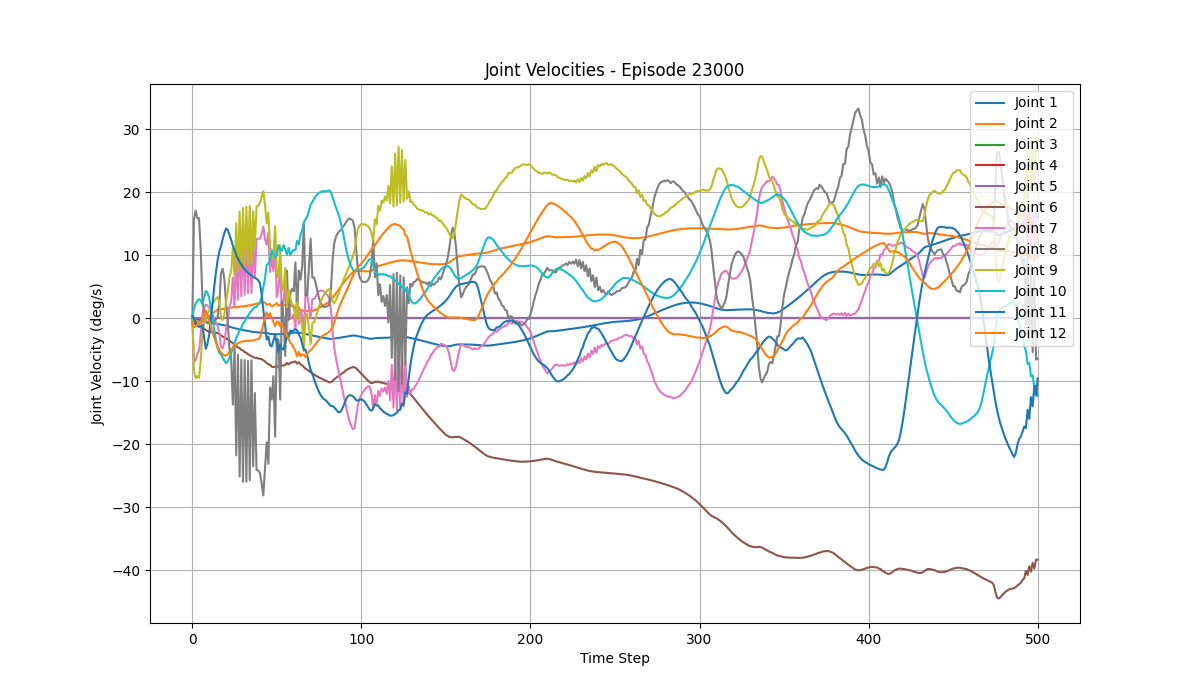 Joint Velocities - Episode 23000
Joint Velocity (deg/s)
30
20
10
0
−10
−20
−30
−40
0
100
200
300
400
500
Time Step
Joint 1
Joint 2
Joint 3
Joint 4
Joint 5
Joint 6
Joint 7
Joint 8
Joint 9
Joint 10
Joint 11
Joint 12